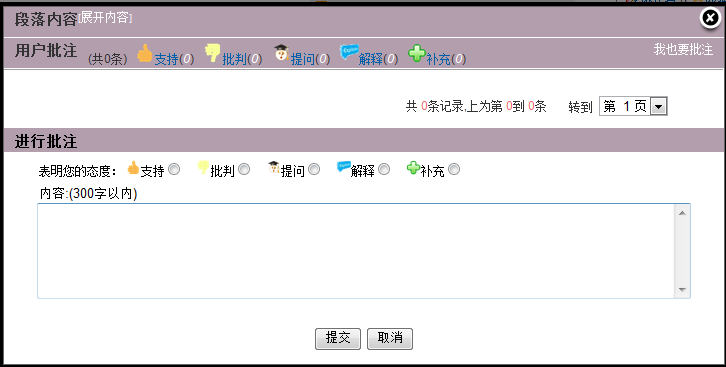 段落内容[展开内容]
用户批注 (共0条) 支持(0) 批判(0) 提问(0) 解释(0) 补充(0) 我也要批注
共 0条记录,上为第 0到 0条 转到 第 1 页
进行批注
表明您的态度: 支持 批判 提问 解释 补充
内容:(300字以内)
提交 取消